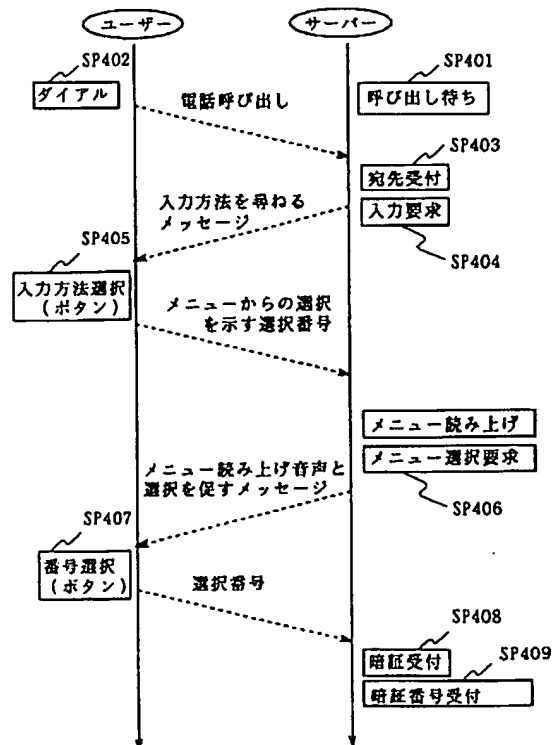 ユーザー
サーバー
SP402
SP401
ダイアル
電話呼び出し
呼び出し待ち
SP403
宛先受付
入力方法を尋ねる
メッセージ
入力要求
SP405
SP404
入力方法選択
(ボタン)
メニューからの選択
を示す選択番号
メニュー読み上げ
メニュー読み上げ音声と
選択を促すメッセージ
メニュー選択要求
SP407
SP406
番号選択
(ボタン)
選択番号
SP408
暗証受付
SP409
暗証番号受付